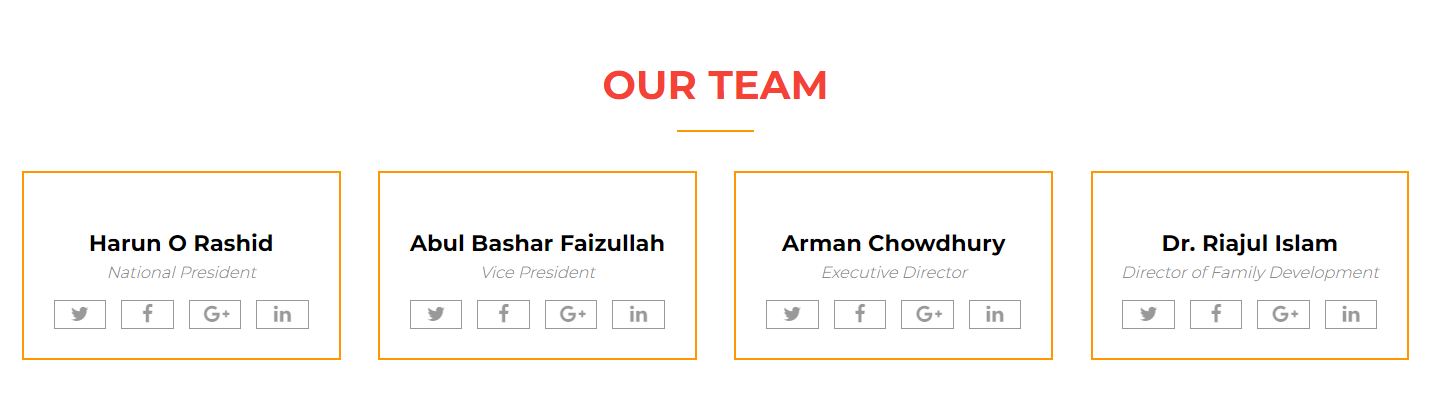 OUR TEAM
Harun O Rashid
National President
Abul Bashar Faizullah
Vice President
Arman Chowdhury
Executive Director
Dr. Riajul Islam
Director of Family Development